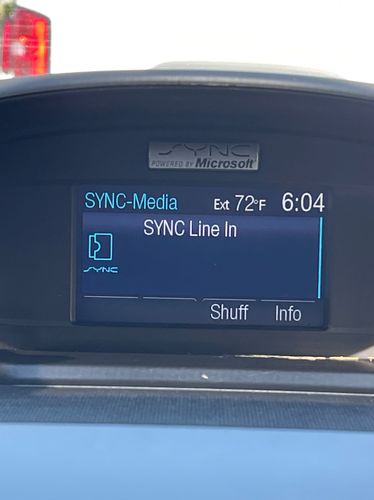 SYNC
POWERED BY Microsoft
SYNC-Media Ext 72°F 6:04
SYNC Line In
SYNC
Shuff Info